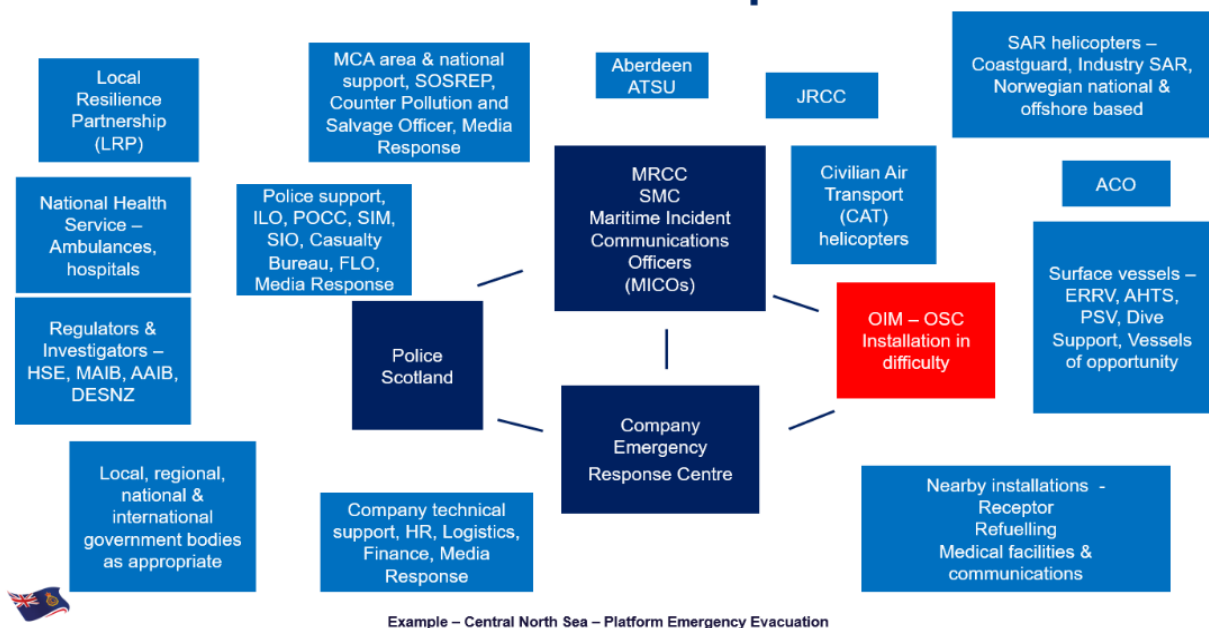 Local
Resilience
Partnership
(LRP)
MCA area & national
support, SOSREP,
Counter Pollution and
Salvage Officer, Media
Response
Aberdeen
ATSU
JRCC
SAR helicopters –
Coastguard, Industry SAR,
Norwegian national &
offshore based
National Health
Service –
Ambulances,
hospitals
Police support,
ILO, POCC, SIM,
SIO, Casualty
Bureau, FLO,
Media Response
MRCC
SMC
Maritime Incident
Communications
Officers
(MICOs)
Civilian Air
Transport
(CAT)
helicopters
ACO
Regulators &
Investigators –
HSE, MAIB, AAIB,
DESNZ
Police
Scotland
OIM – OSC
Installation in
difficulty
Surface vessels –
ERRV, AHTS,
PSV, Dive
Support, Vessels
of opportunity
Company
Emergency
Response Centre
Local, regional,
national &
international
government bodies
as appropriate
Company technical
support, HR, Logistics,
Finance, Media
Response
Nearby installations -
Receptor
Refuelling
Medical facilities &
communications
Example – Central North Sea – Platform Emergency Evacuation